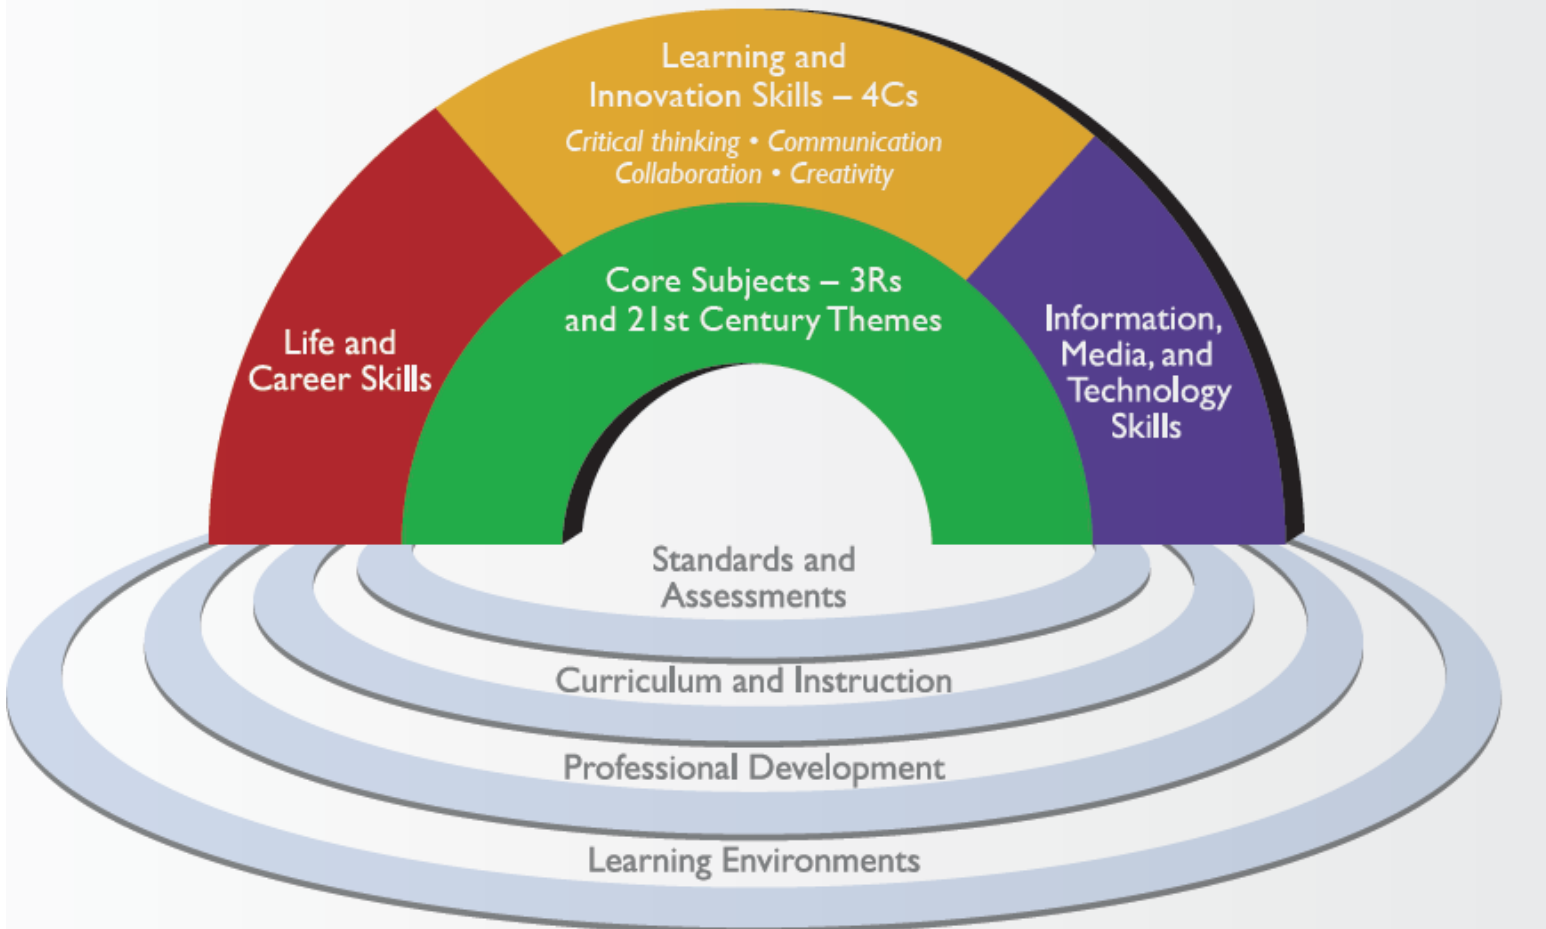 Learning and
Innovation Skills – 4Cs
Critical thinking • Communication
Collaboration • Creativity
Core Subjects – 3Rs
and 21st Century Themes
Life and
Career Skills
Information,
Media, and
Technology
Skills
Standards and
Assessments
Curriculum and Instruction
Professional Development
Learning Environments